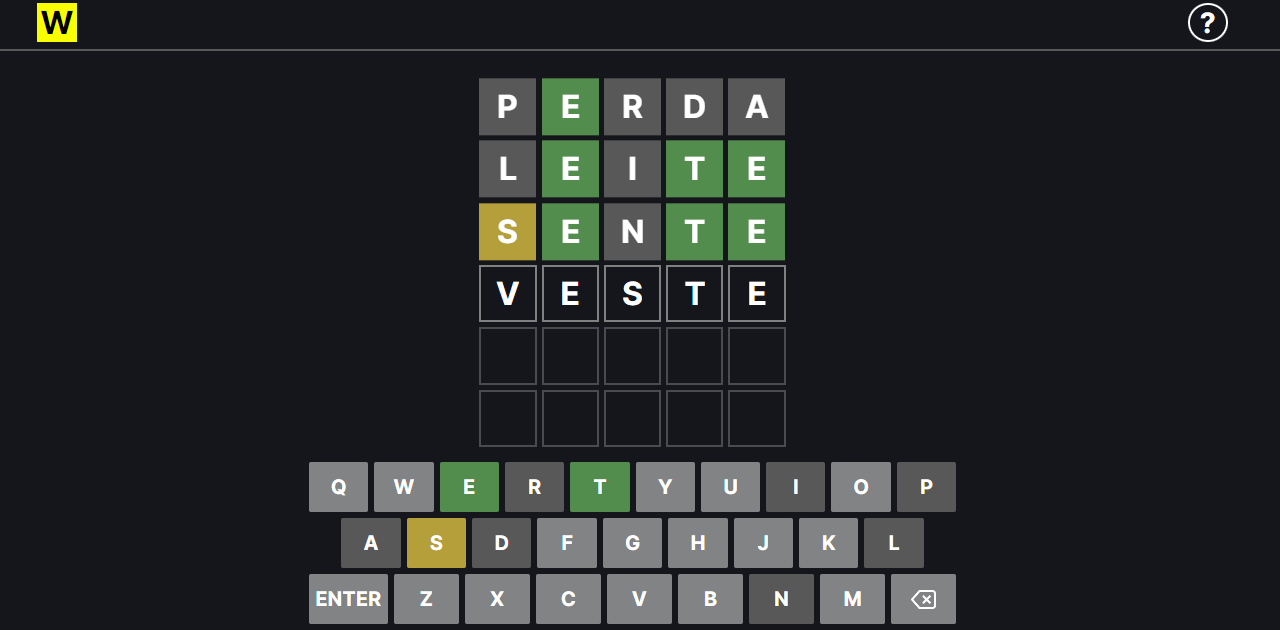 W ?
P E R D A
L E I T E
S E N T E
V E S T E
Q W E R T Y U I O P
A S D F G H J K L
ENTER Z X C V B N M